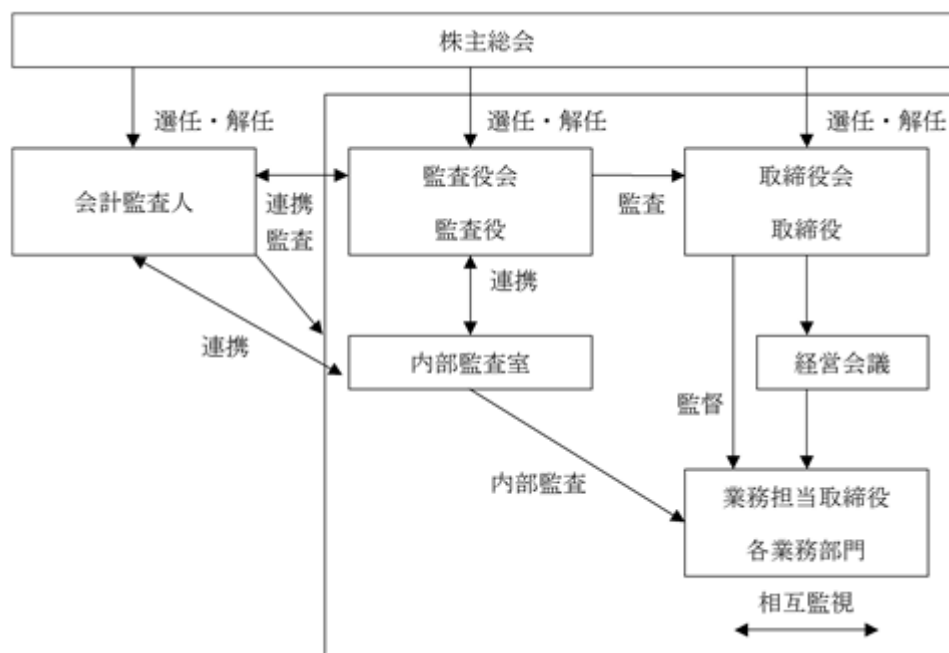 株主総会
選任・解任
選任・解任
選任・解任
会計監査人
連携
監査
監査役会
監査役
監査
取締役会
取締役
連携
連携
内部監査室
経営会議
監督
内部監査
業務担当取締役
各業務部門
相互監視